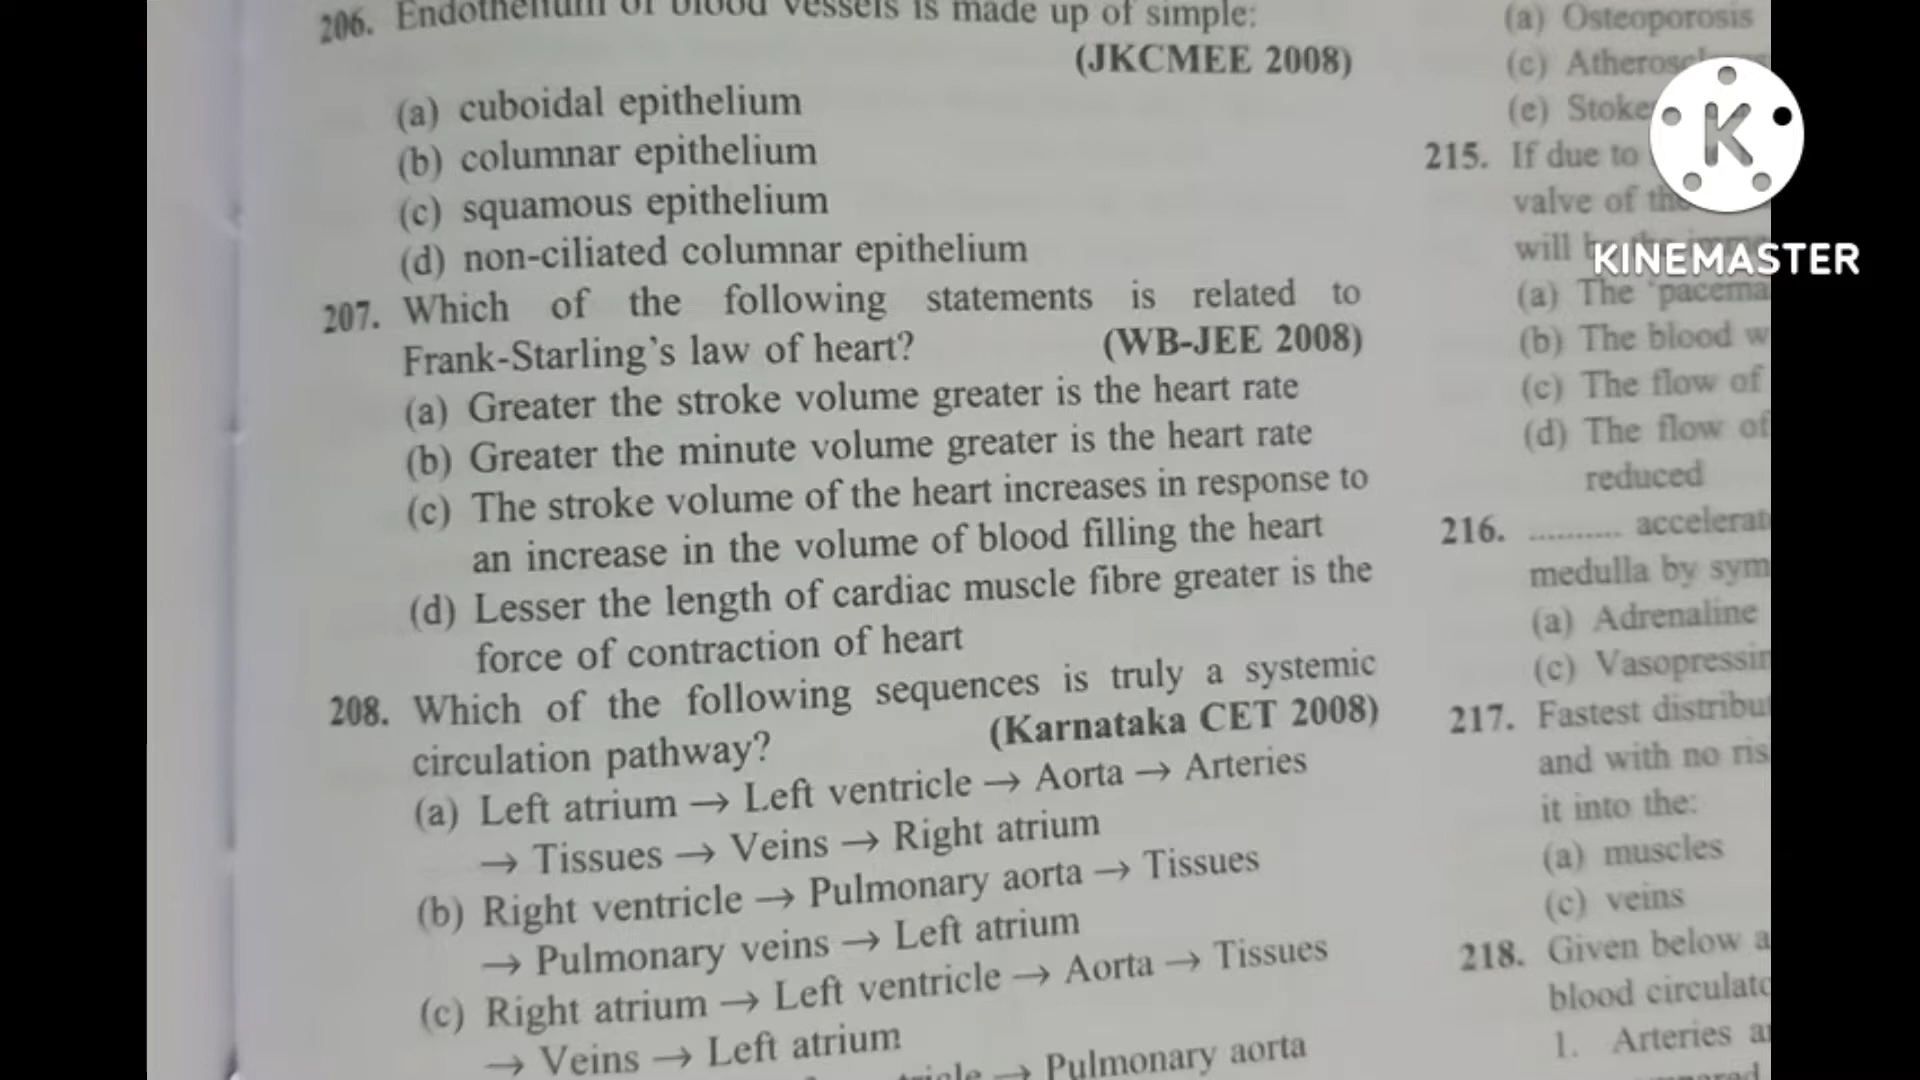 206. Endothelium of blood vessels is made up of simple:
(JKCMEE 2008)
(a) cuboidal epithelium
(b) columnar epithelium
(c) squamous epithelium
(d) non-ciliated columnar epithelium
207. Which of the following statements is related to
Frank-Starling's law of heart? (WB-JEE 2008)
(a) Greater the stroke volume greater is the heart rate
(b) Greater the minute volume greater is the heart rate
(c) The stroke volume of the heart increases in response to
an increase in the volume of blood filling the heart
(d) Lesser the length of cardiac muscle fibre greater is the
force of contraction of heart
208. Which of the following sequences is truly a systemic
circulation pathway? (Karnataka CET 2008)
(a) Left atrium → Left ventricle → Aorta → Arteries
→ Tissues → Veins → Right atrium
(b) Right ventricle → Pulmonary aorta → Tissues
→ Pulmonary veins → Left atrium
(c) Right atrium → Left ventricle → Aorta → Tissues
→ Veins → Left atrium
→ Pulmonary aorta
(a) Osteoporosis
(c)
(e)
215. If due to
valve of the
will
(a) The 'pacema
(b) The blood w
(c) The flow of
(d) The flow of
reduced
216. .......... accelerat
medulla by sym
(a) Adrenaline
(c) Vasopressin
217. Fastest distribu
and with no ris
it into the:
(a) muscles
(c) veins
218. Given below a
blood circulato
1. Arteries a
K
KINEMASTER